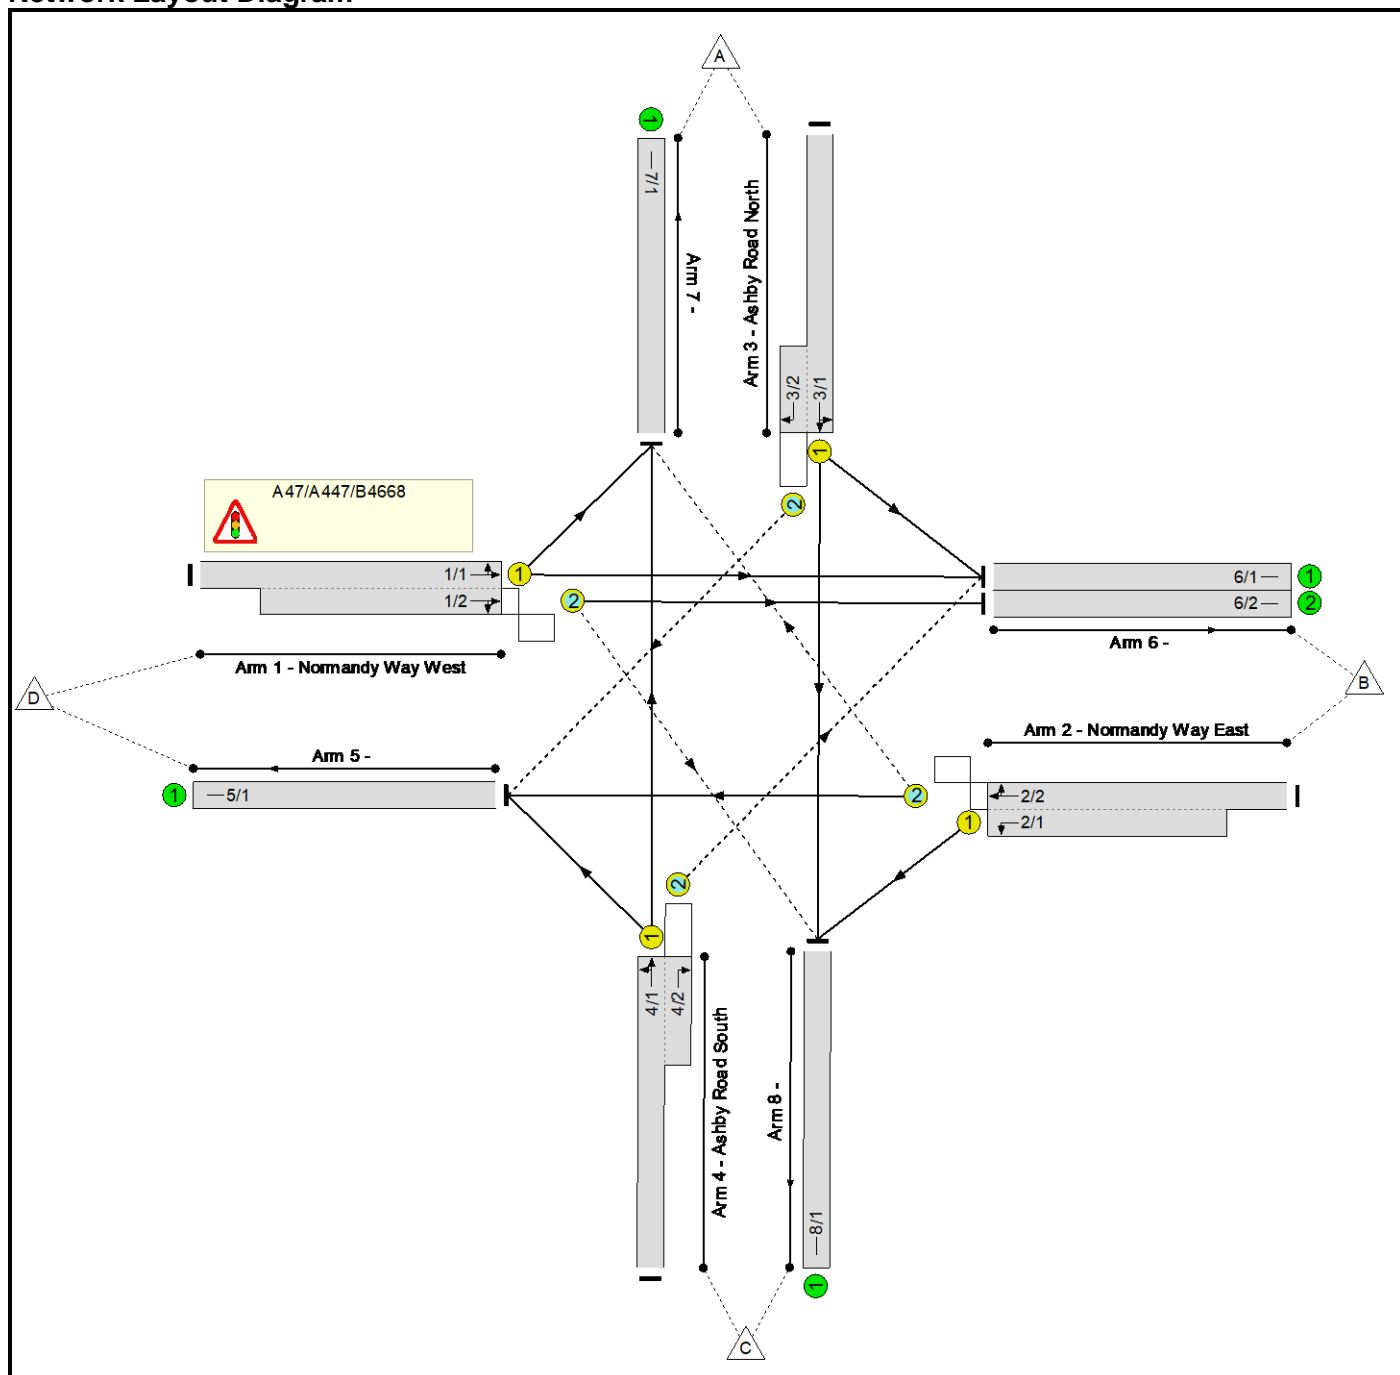 Network Layout Diagram
A
1
7/1
Arm 7 -
Arm 3 - Ashby Road North
3/2
3/1
1
2
A47/A447/B4668
1/1
1/2
1
2
6/1
6/2
1
2
Arm 6 -
Arm 1 - Normandy Way West
D
B
Arm 2 - Normandy Way East
Arm 5 -
1
5/1
2
1
2/2
2/1
2
1
4/1
4/2
Arm 4 - Ashby Road South
Arm 8 -
8/1
1
C